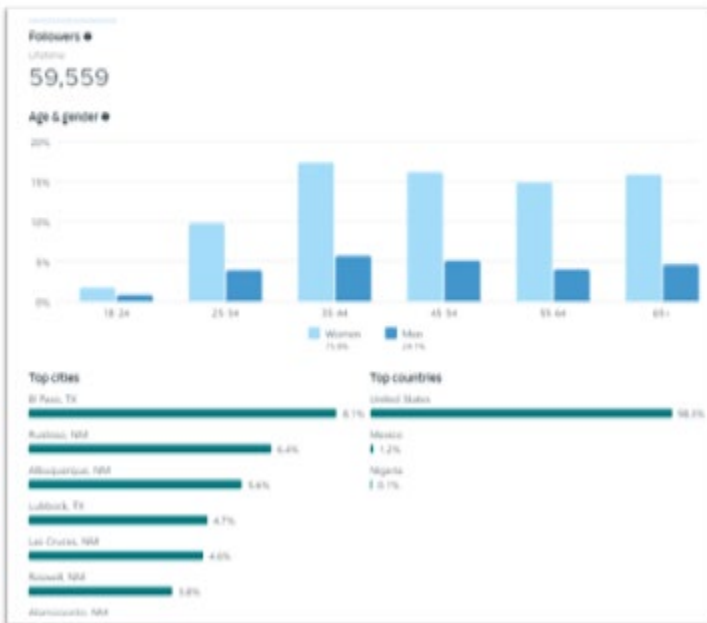 Followers
Lifetime
59,559
Age & gender
20%
15%
10%
5%
0%
18-24
25-34
35-44
45-54
55-64
65+
Women
75.9%
Men
24.1%
Top cities
El Paso, TX
8.1%
Ruidoso, NM
6.4%
Albuquerque, NM
5.6%
Lubbock, TX
4.7%
Las Cruces, NM
4.6%
Roswell, NM
3.8%
Alamogordo, NM
Top countries
United States
Mexico
1.2%
Nigeria
0.1%